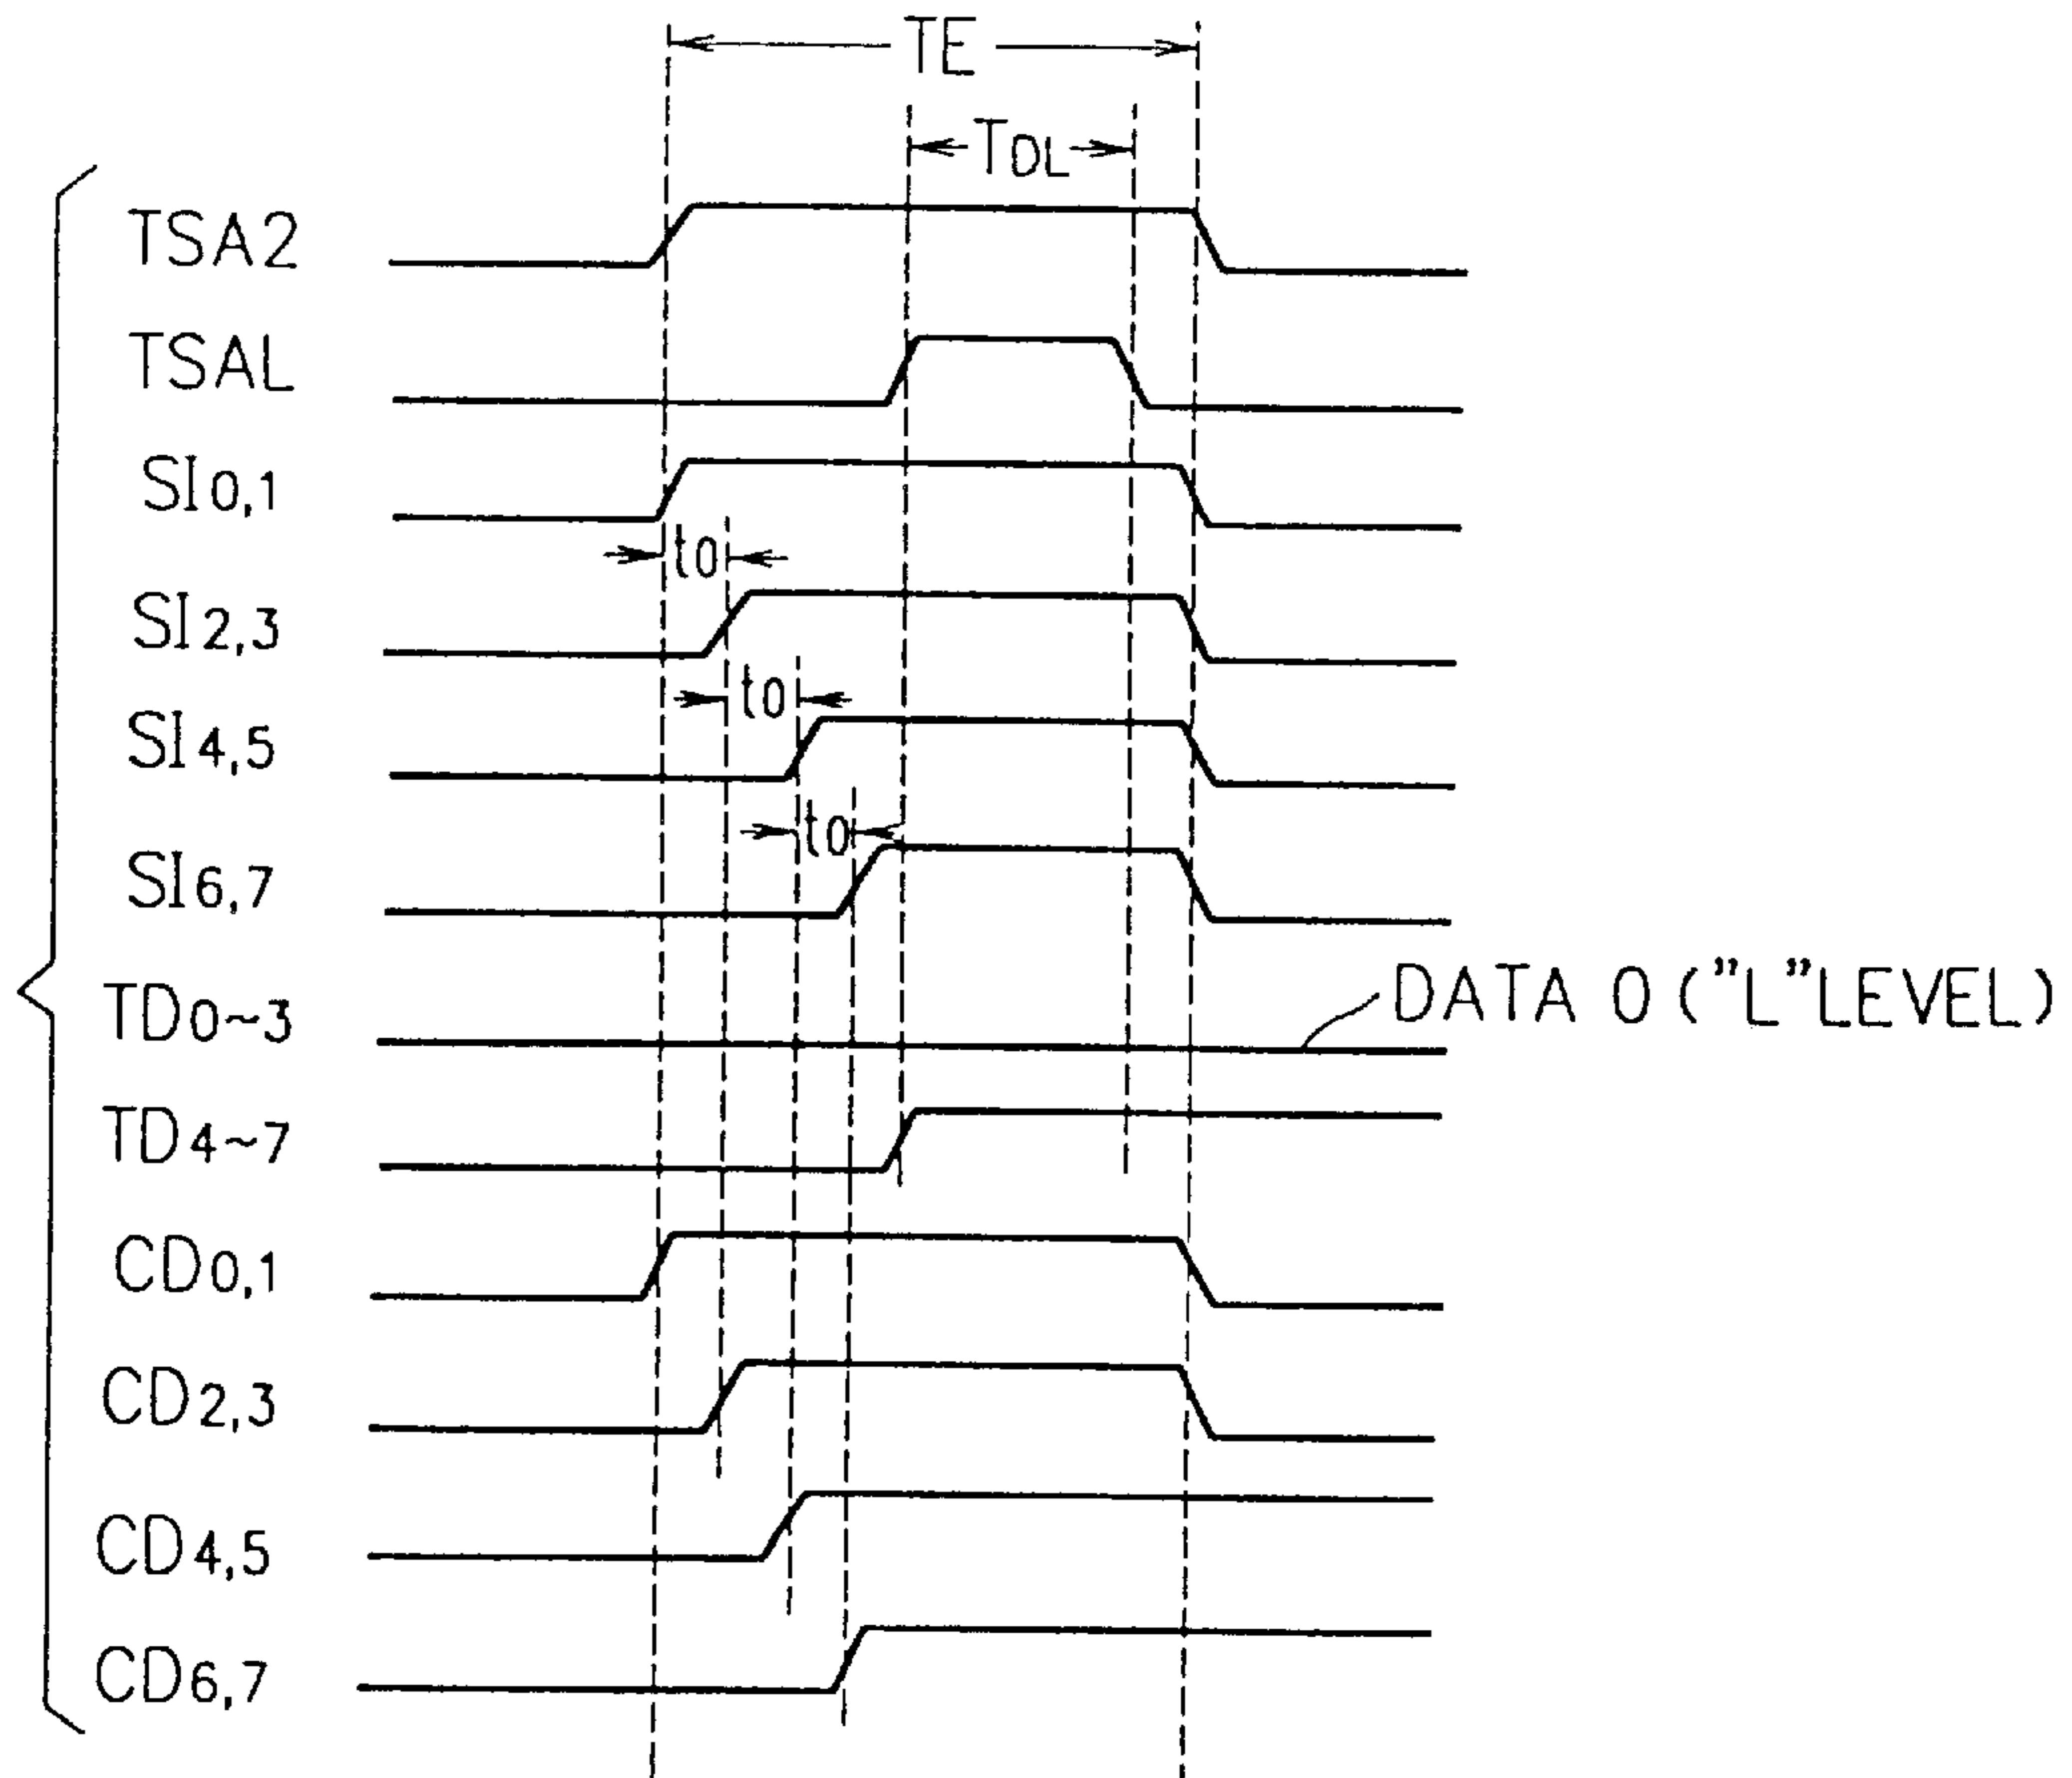 TE
TDL
TSA2
TSAL
SI0,1
t0
SI2,3
t0
SI4,5
t0
SI6,7
DATA 0 ("L"LEVEL)
TD0~3
TD4~7
CD0,1
CD2,3
CD4,5
CD6,7